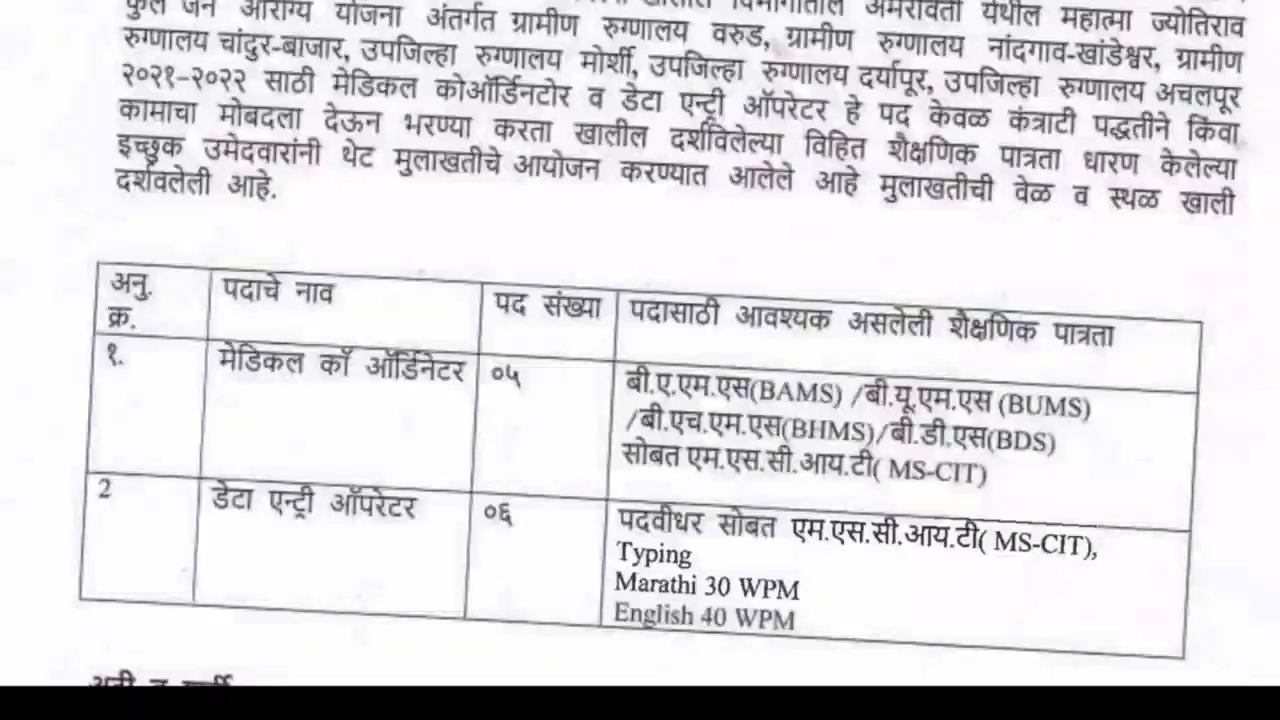 फुले जन आरोग्य योजना अंतर्गत ग्रामीण रुग्णालय वरुड, ग्रामीण रुग्णालय नांदगाव-खांडेश्वर, ग्रामीण
रुग्णालय चांदुर-बाजार, उपजिल्हा रुग्णालय मोर्शी, उपजिल्हा रुग्णालय दर्यापूर, उपजिल्हा रुग्णालय अचलपूर
२०२१-२०२२ साठी मेडिकल कोऑर्डिनटोर व डेटा एन्ट्री ऑपरेटर हे पद केवळ कंत्राटी पद्धतीने किंवा
कामाचा मोबदला देऊन भरण्या करता खालील दर्शविलेल्या विहित शैक्षणिक पात्रता धारण केलेल्या
इच्छुक उमेदवारांनी थेट मुलाखतीचे आयोजन करण्यात आलेले आहे मुलाखतीची वेळ व स्थळ खाली
दर्शवलेली आहे.
अनु. क्र. पदाचे नाव पद संख्या पदासाठी आवश्यक असलेली शैक्षणिक पात्रता
१. मेडिकल कॉ ऑर्डिनेटर ०५ बी.ए.एम.एस(BAMS) /बी.यू.एम.एस (BUMS)
/बी.एच.एम.एस(BHMS)/बी.डी.एस(BDS)
सोबत एम.एस.सी.आय.टी( MS-CIT)
2 डेटा एन्ट्री ऑपरेटर ०६ पदवीधर सोबत एम.एस.सी.आय.टी( MS-CIT),
Typing
Marathi 30 WPM
English 40 WPM